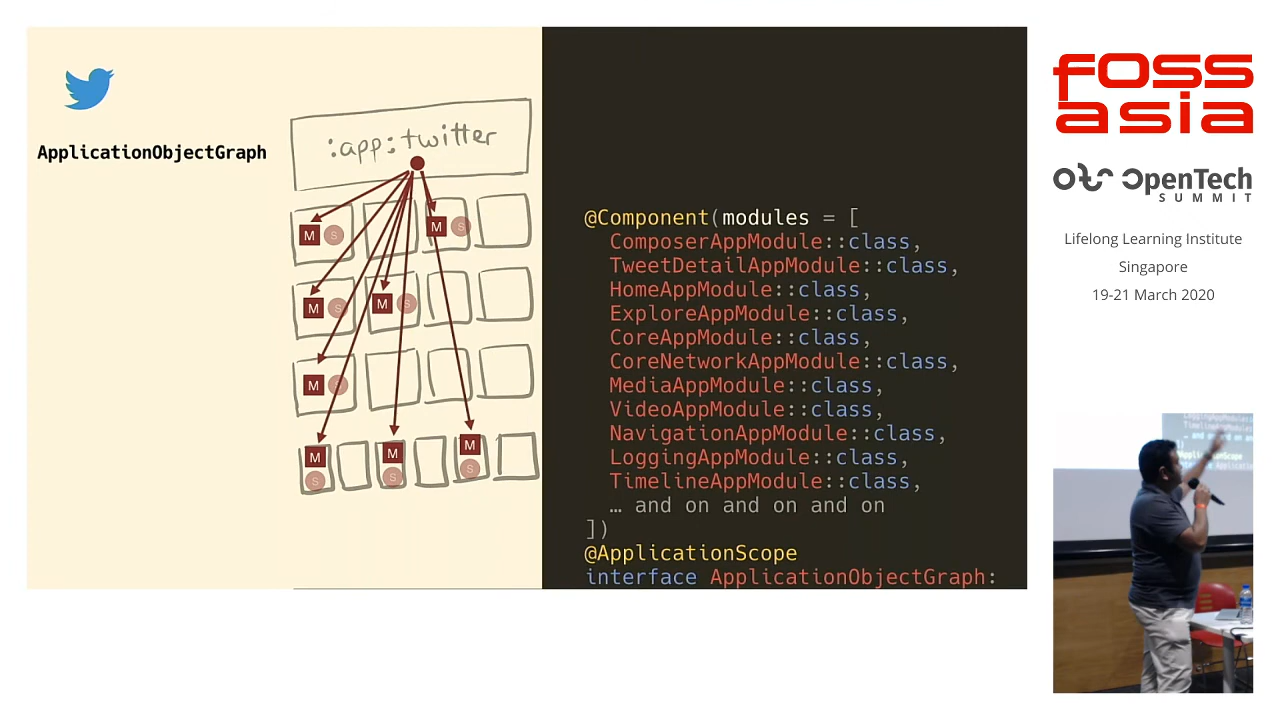 ApplicationObjectGraph
:app:twitter
M S
M S
M S
M S
M S
M
S
M
S
M
S
@Component(modules = [
ComposerAppModule::class,
TweetDetailAppModule::class,
HomeAppModule::class,
ExploreAppModule::class,
CoreAppModule::class,
CoreNetworkAppModule::class,
MediaAppModule::class,
VideoAppModule::class,
NavigationAppModule::class,
LoggingAppModule::class,
TimelineAppModule::class,
… and on and on and on
])
@ApplicationScope
interface ApplicationObjectGraph:
FOSS
asia
OpenTech
SUMMIT
Lifelong Learning Institute
Singapore
19-21 March 2020